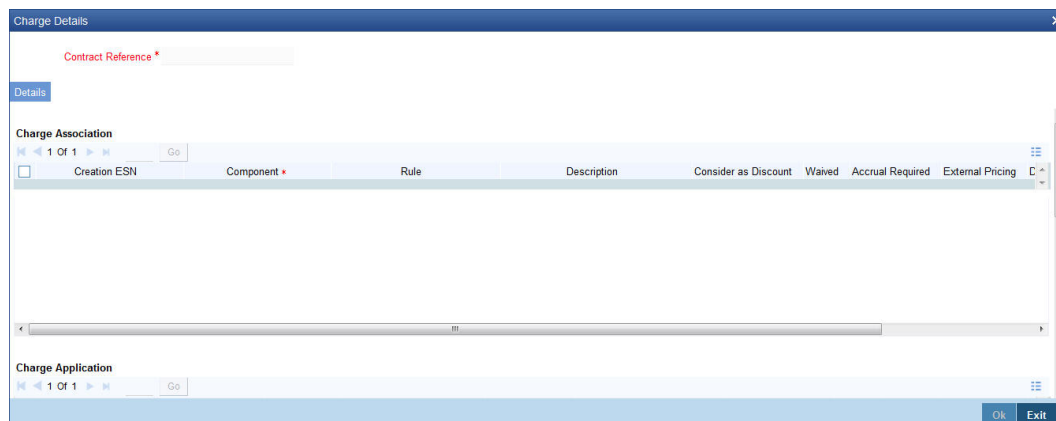 Charge Details
Contract Reference *
Details
Charge Association
1 Of 1 Go
Creation ESN Component * Rule Description Consider as Discount Waived Accrual Required External Pricing
Charge Application
1 Of 1 Go
Ok Exit